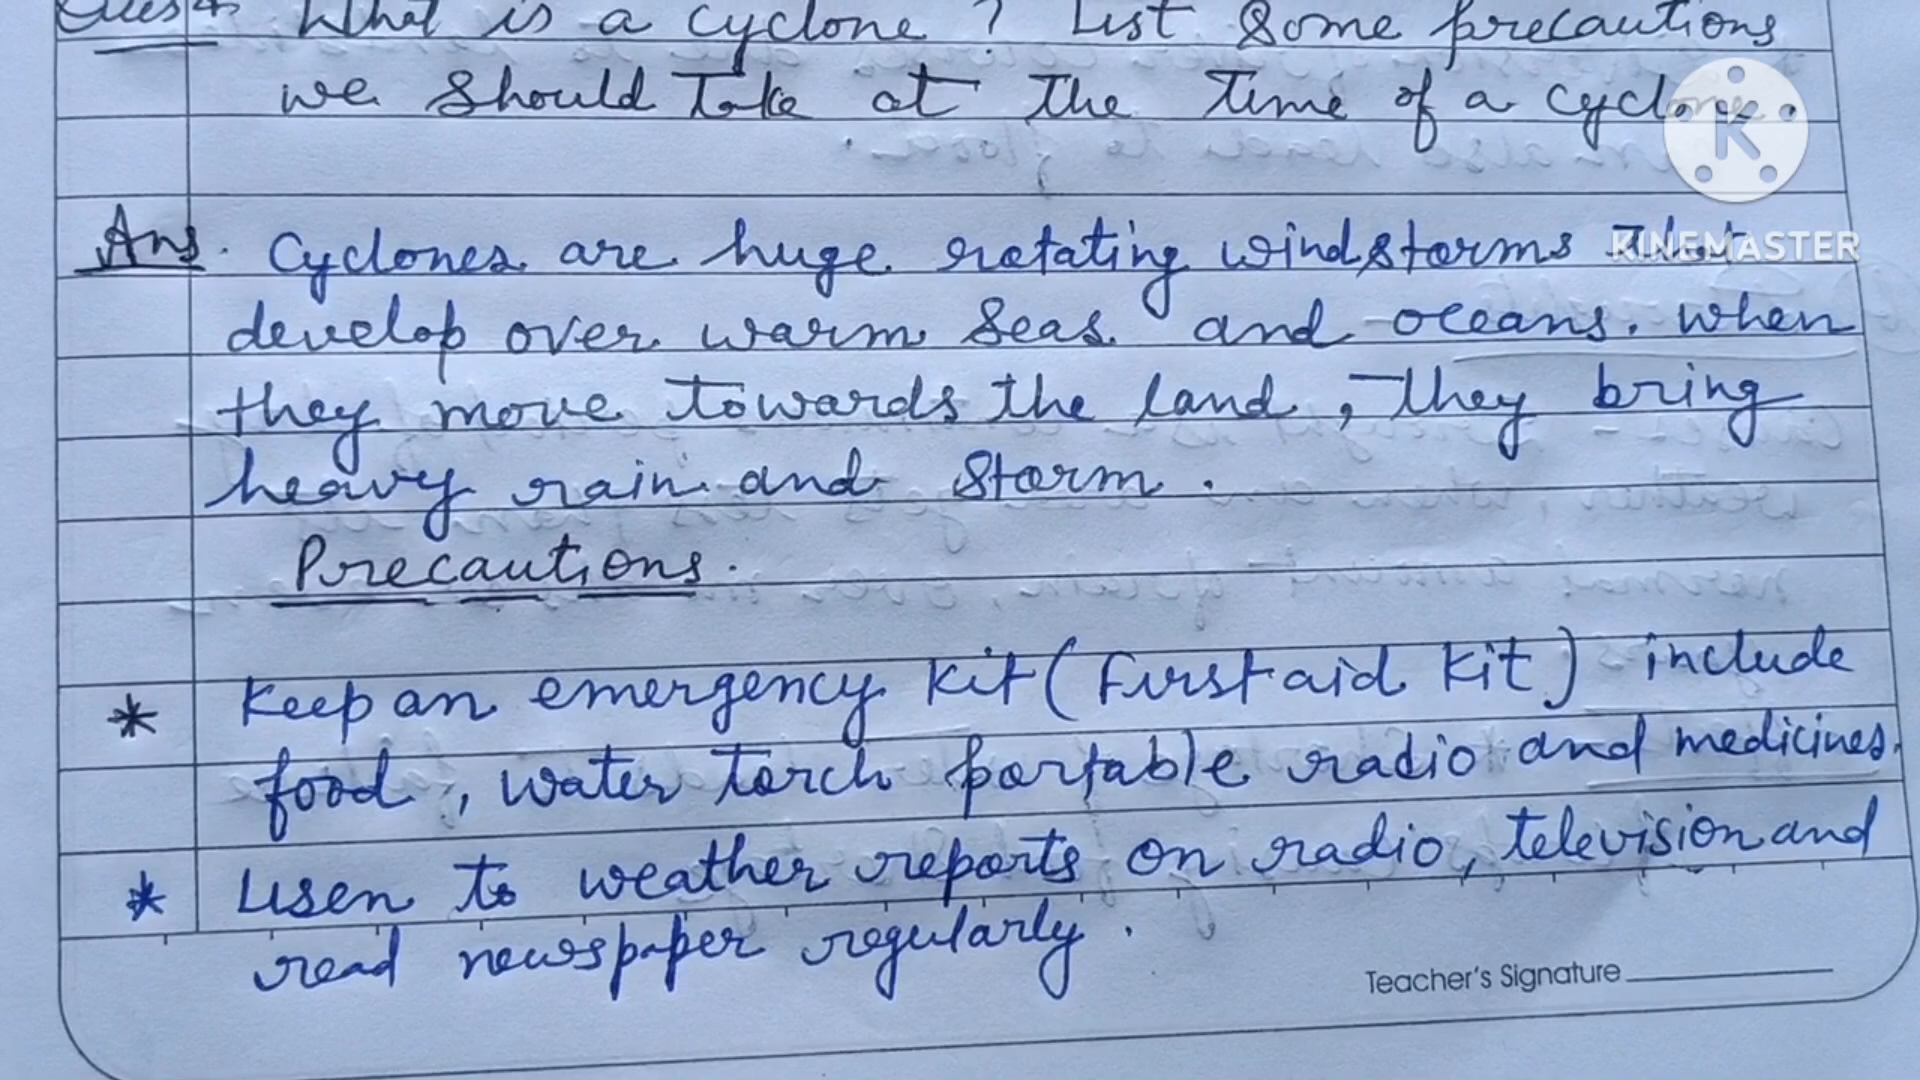 Ques 4. What is a cyclone? List some precautions
we should take at the time of a cyclone.
Ans. Cyclones are huge rotating windstorms that
develop over warm seas and oceans. when
they move towards the land, they bring
heavy rain and storm.
Precautions.
* Keep an emergency kit (First aid kit) include
food, water torch portable radio and medicines.
* Lisen to weather reports on radio, television and
read newspaper regularly.
Teacher's Signature
K
KINEMASTER